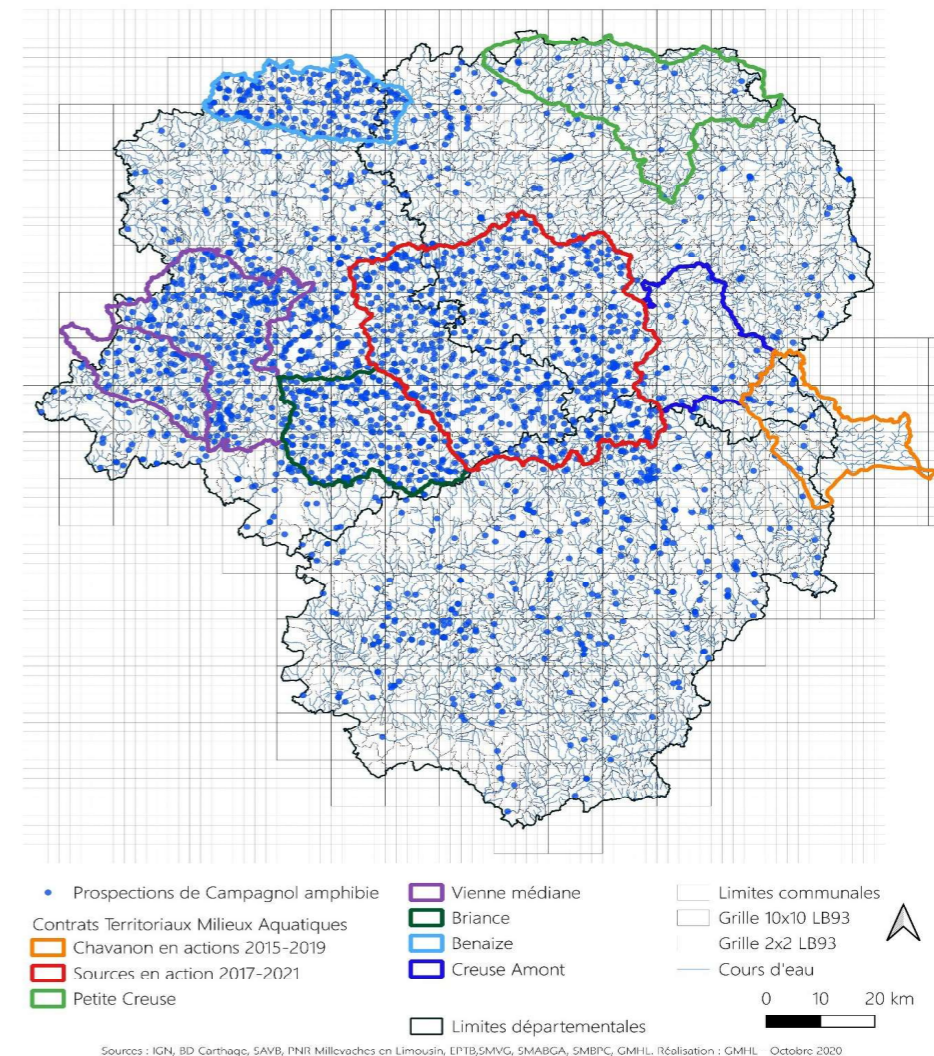 Prospections de Campagnol amphibie
Contrats Territoriaux Milieux Aquatiques
Chavanon en actions 2015-2019
Sources en action 2017-2021
Petite Creuse
Vienne médiane
Briance
Benaize
Creuse Amont
Limites départementales
Limites communales
Grille 10x10 LB93
Grille 2x2 LB93
Cours d'eau
0 10 20 km
Sources : IGN, BD Carthage, SAVB, PNR Millevaches en Limousin, EPTB,SMVG, SMABGA, SMBPC, GMHL. Réalisation : GMHL - Octobre 2020